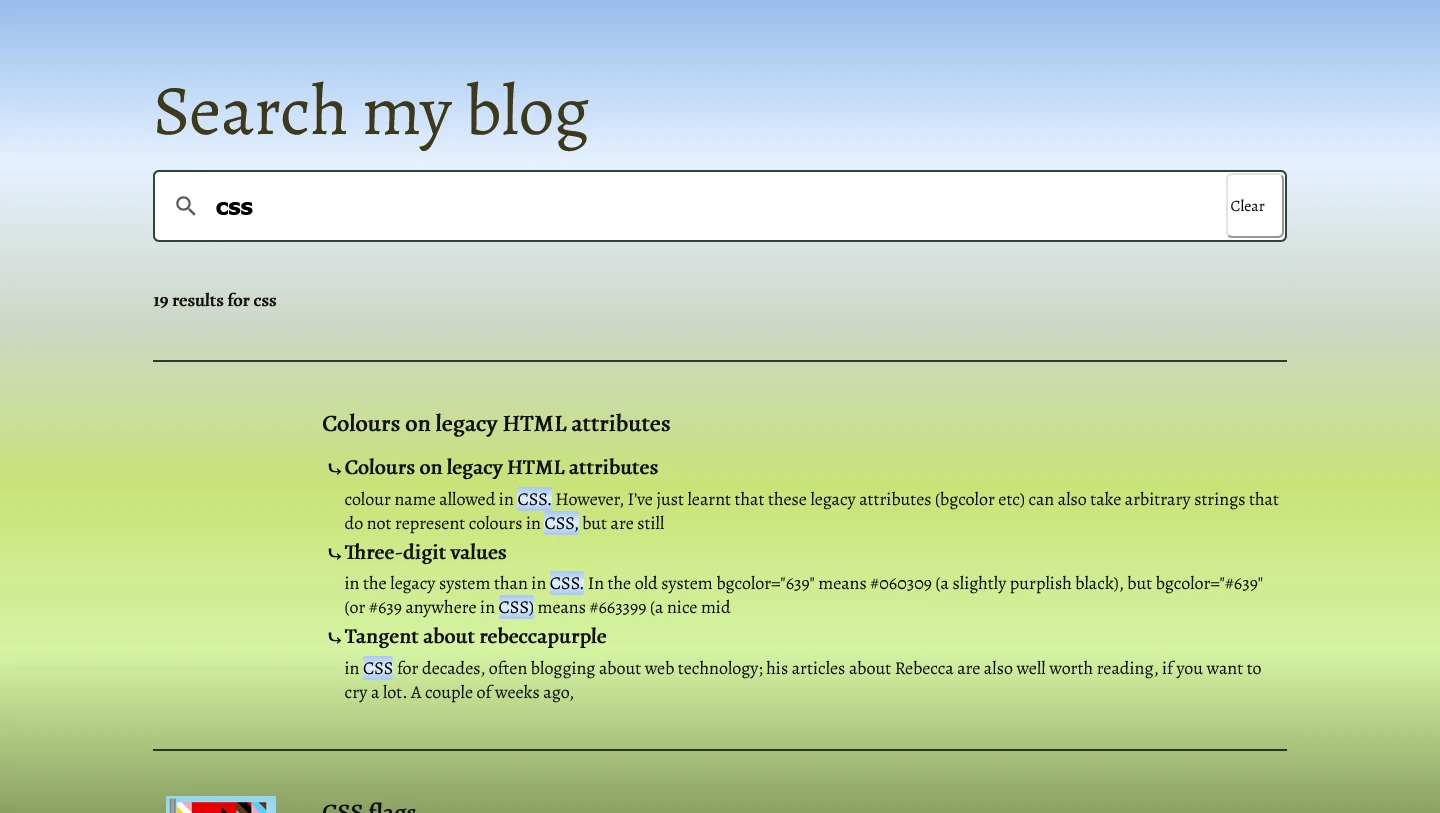 Search my blog
css
Clear
19 results for css
Colours on legacy HTML attributes
⤷Colours on legacy HTML attributes
colour name allowed in CSS. However, I’ve just learnt that these legacy attributes (bgcolor etc) can also take arbitrary strings that
do not represent colours in CSS, but are still
⤷Three-digit values
in the legacy system than in CSS. In the old system bgcolor="639" means #060309 (a slightly purplish black), but bgcolor="#639"
(or #639 anywhere in CSS) means #663399 (a nice mid
⤷Tangent about rebeccapurple
in CSS for decades, often blogging about web technology; his articles about Rebecca are also well worth reading, if you want to
cry a lot. A couple of weeks ago,
CSS flags